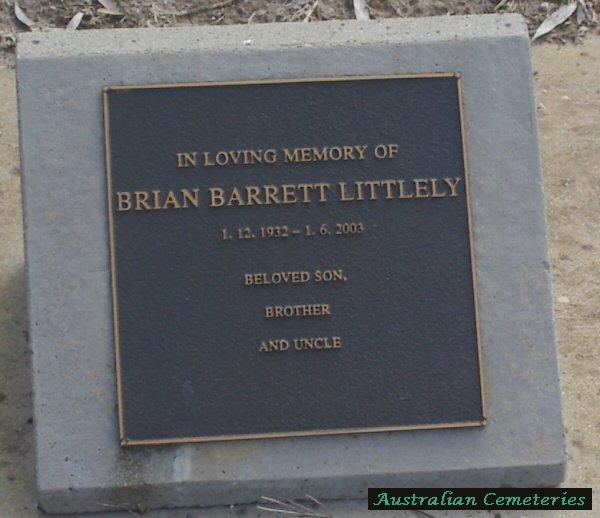 IN LOVING MEMORY OF
BRIAN BARRETT LITTLELY
1. 12. 1932 – 1. 6. 2003
BELOVED SON,
BROTHER
AND UNCLE
Australian Cemeteries